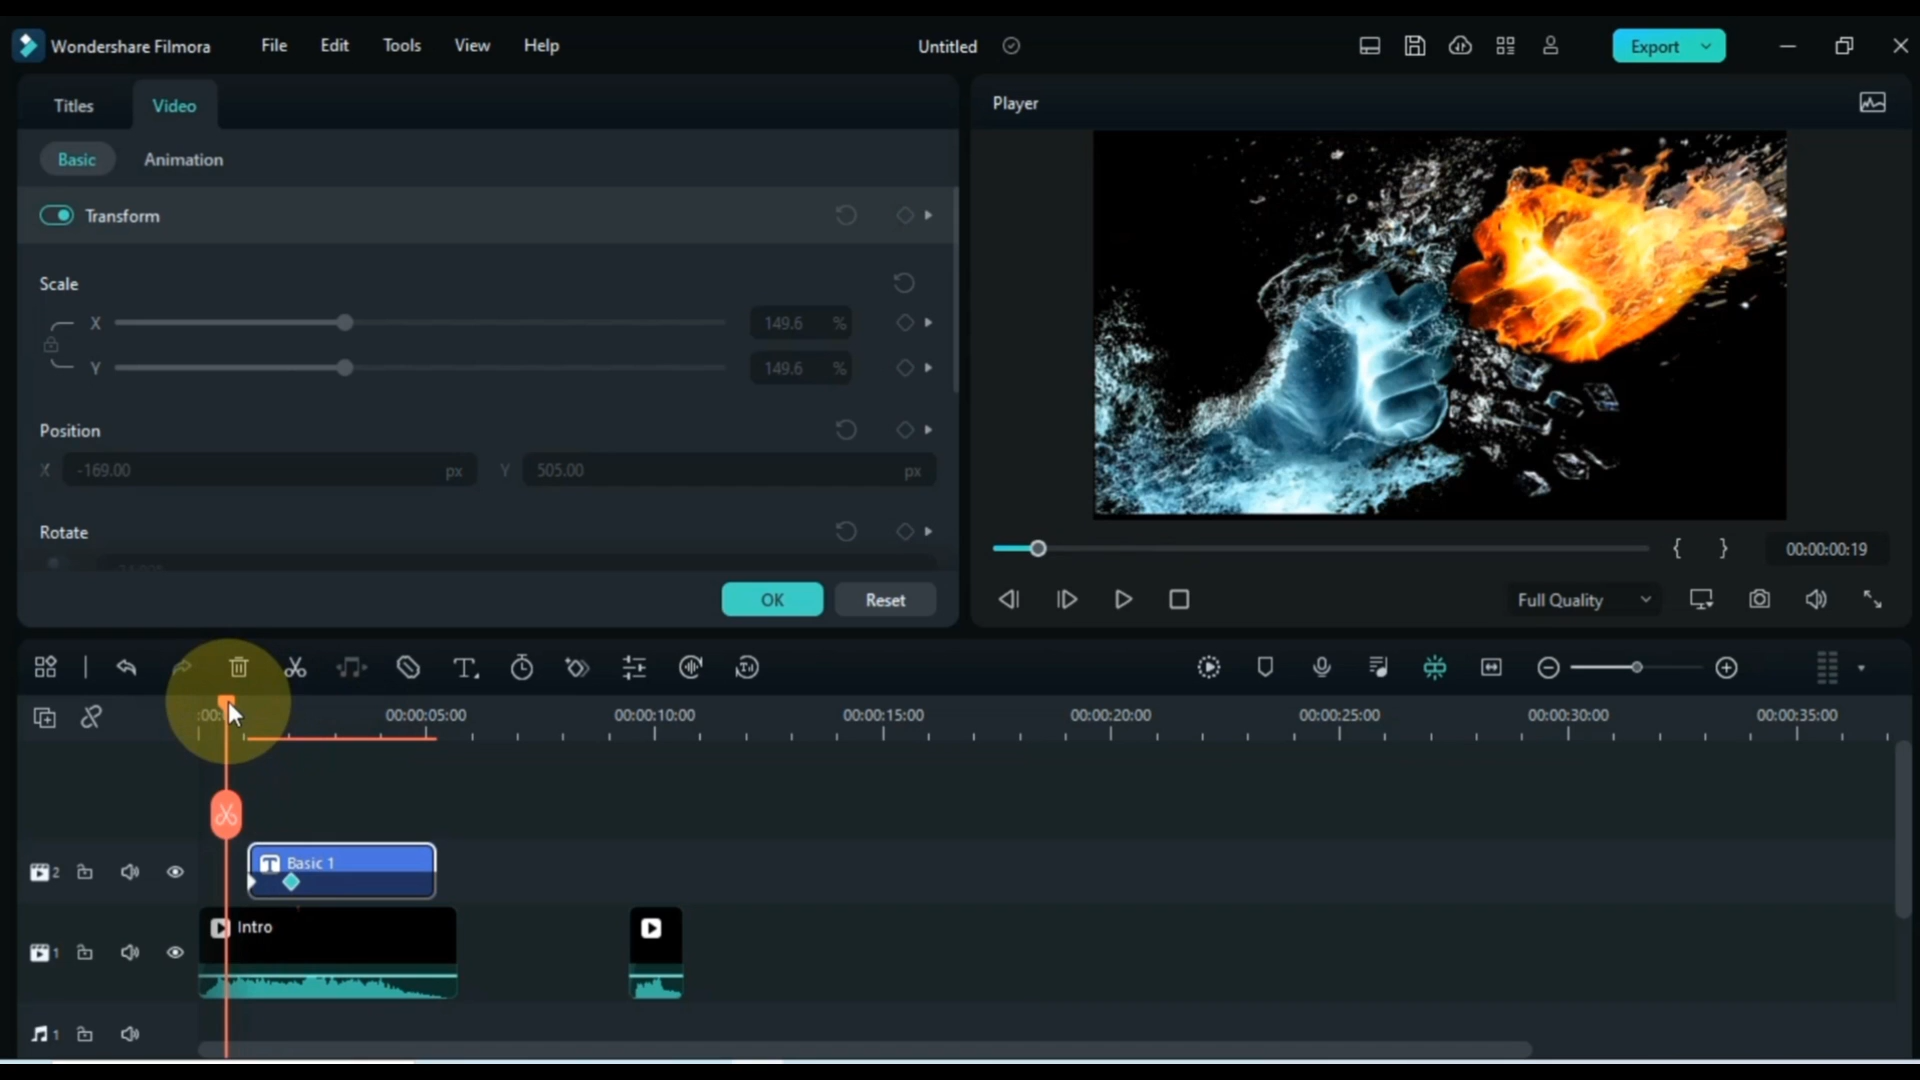 Wondershare Filmora File Edit Tools View Help Untitled Export
Titles Video
Player
Basic Animation
Transform
Scale
X 149.6 %
Y 149.6 %
Position
X -169.00 px Y 505.00 px
Rotate
OK Reset
00:00:00:19
Full Quality
00:00:05:00 00:00:10:00 00:00:15:00 00:00:20:00 00:00:25:00 00:00:30:00 00:00:35:00
2 Basic 1
Intro
1
1